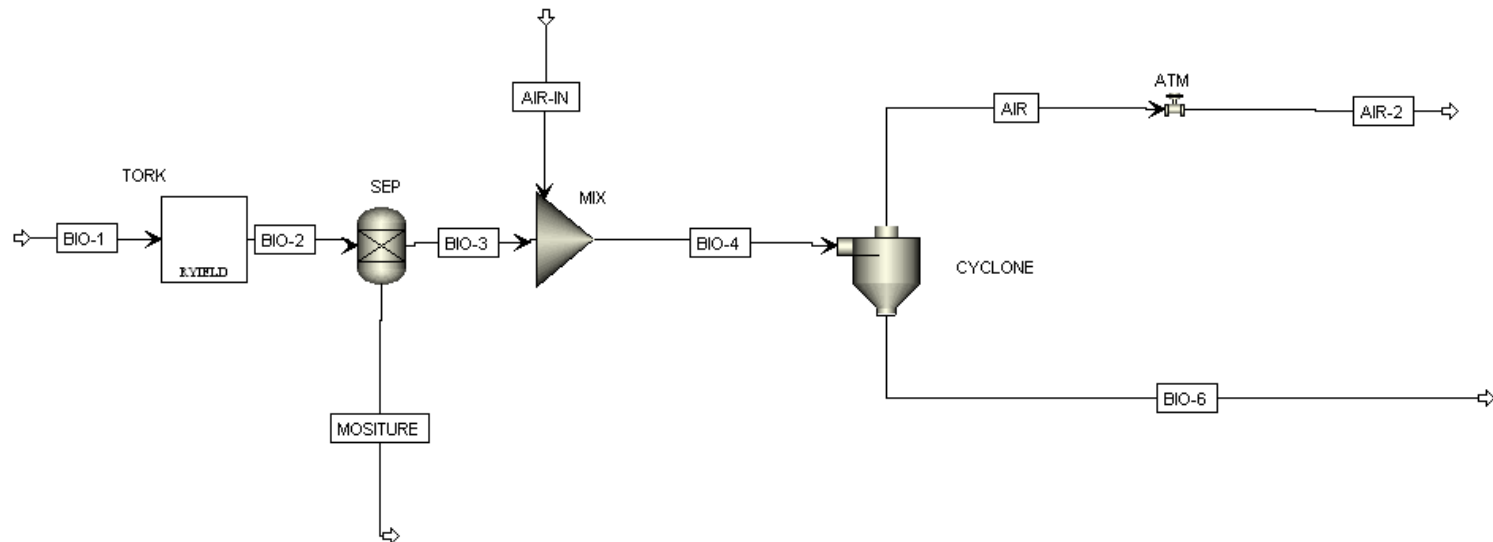 AIR-IN
ATM
AIR
AIR-2
TORK
SEP
MIX
BIO-1
RYIELD
BIO-2
BIO-3
BIO-4
CYCLONE
BIO-6
MOSITURE